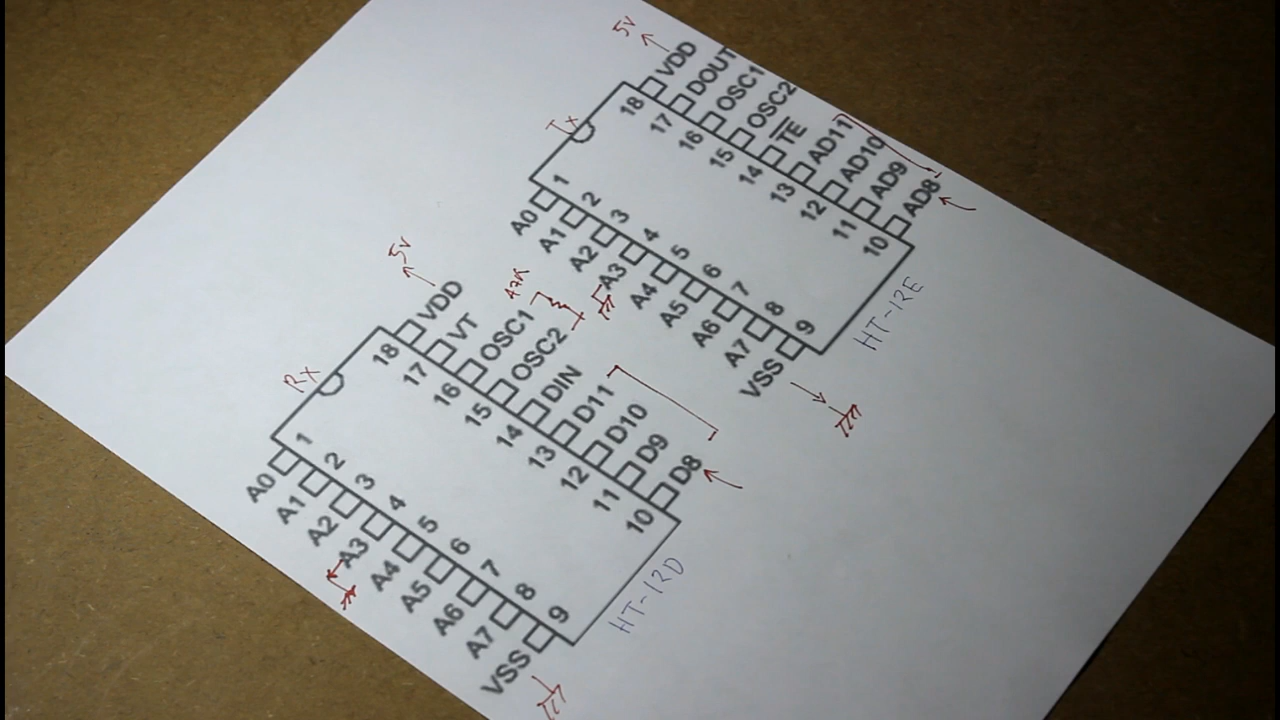 5V
Tx
18 VDD
17 DOUT
16 OSC1
15 OSC2
14 TE
13 AD11
12 AD10
11 AD9
10 AD8
A0 1
A1 2
A2 3
A3 4
A4 5
A5 6
A6 7
A7 8
VSS 9
HT-12E
5V
Rx
18 VDD
17 VT
16 OSC1
15 OSC2
14 DIN
13 D11
12 D10
11 D9
10 D8
A0 1
A1 2
A2 3
A3 4
A4 5
A5 6
A6 7
A7 8
VSS 9
HT-12D